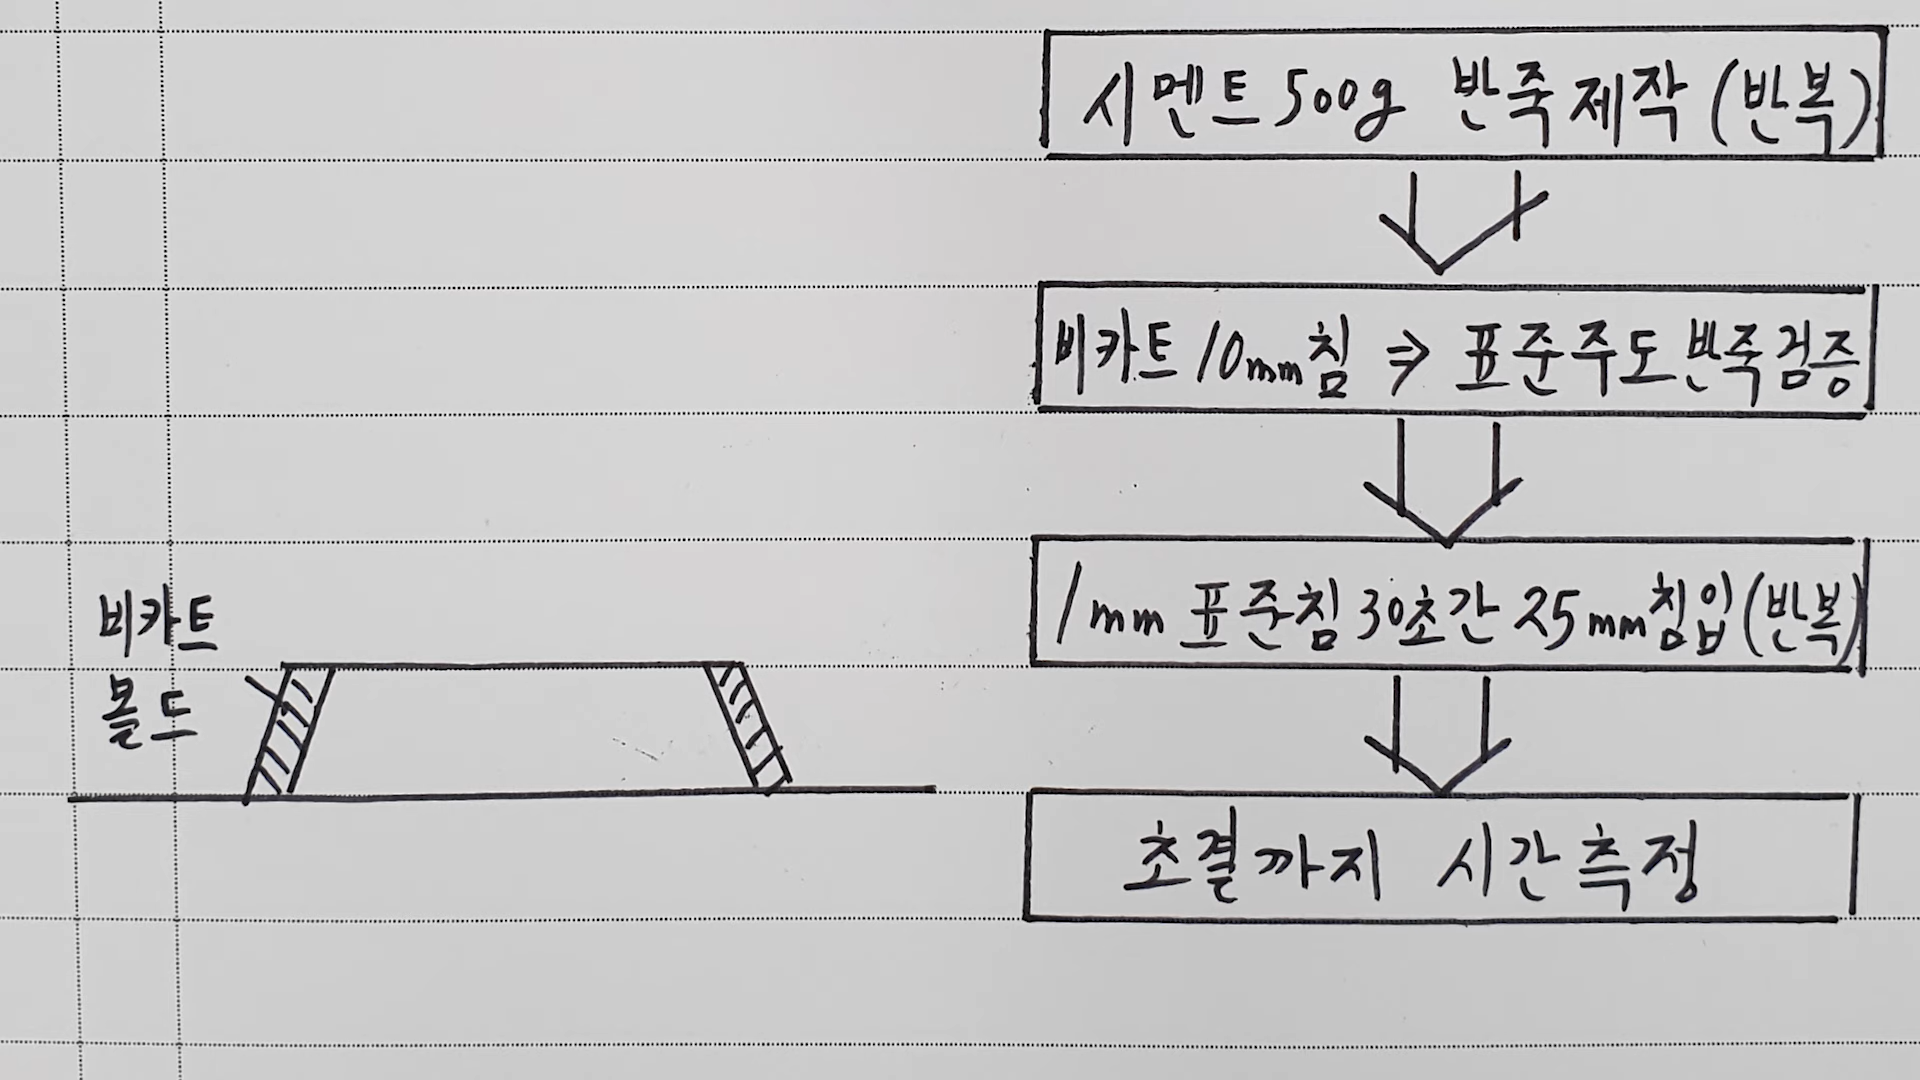 시멘트 500g 반죽 제작 (반복)
비카트 10mm침 ⇒ 표준주도 반죽검증
1mm 표준침 30초간 25mm침입 (반복)
초결까지 시간측정
비카트
몰드